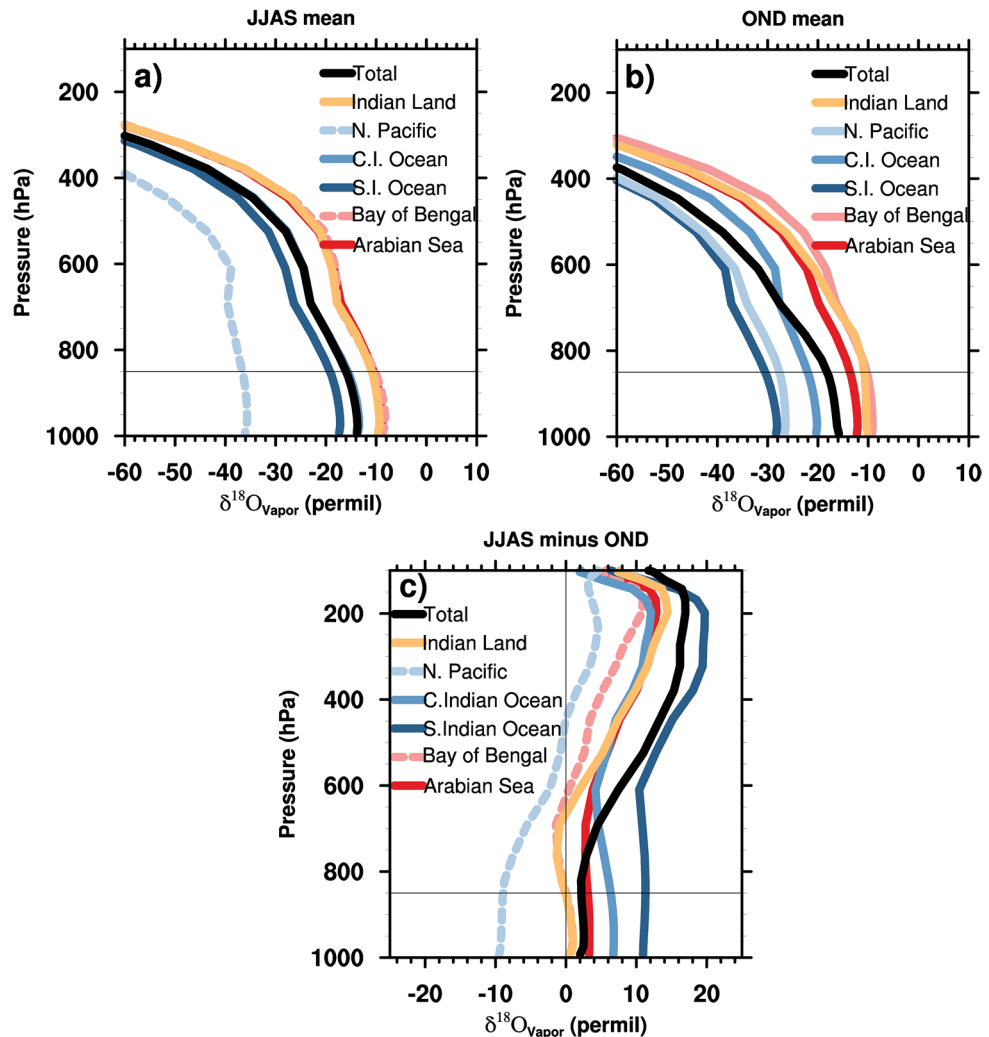 JJAS mean
a)
Total
Indian Land
N. Pacific
C.I. Ocean
S.I. Ocean
Bay of Bengal
Arabian Sea
200
400
600
800
1000
Pressure (hPa)
-60 -50 -40 -30 -20 -10 0 10
δ¹⁸O_Vapor (permil)
OND mean
b)
Total
Indian Land
N. Pacific
C.I. Ocean
S.I. Ocean
Bay of Bengal
Arabian Sea
200
400
600
800
1000
Pressure (hPa)
-60 -50 -40 -30 -20 -10 0 10
δ¹⁸O_Vapor (permil)
JJAS minus OND
c)
Total
Indian Land
N. Pacific
C.Indian Ocean
S.Indian Ocean
Bay of Bengal
Arabian Sea
200
400
600
800
1000
Pressure (hPa)
-20 -10 0 10 20
δ¹⁸O_Vapor (permil)